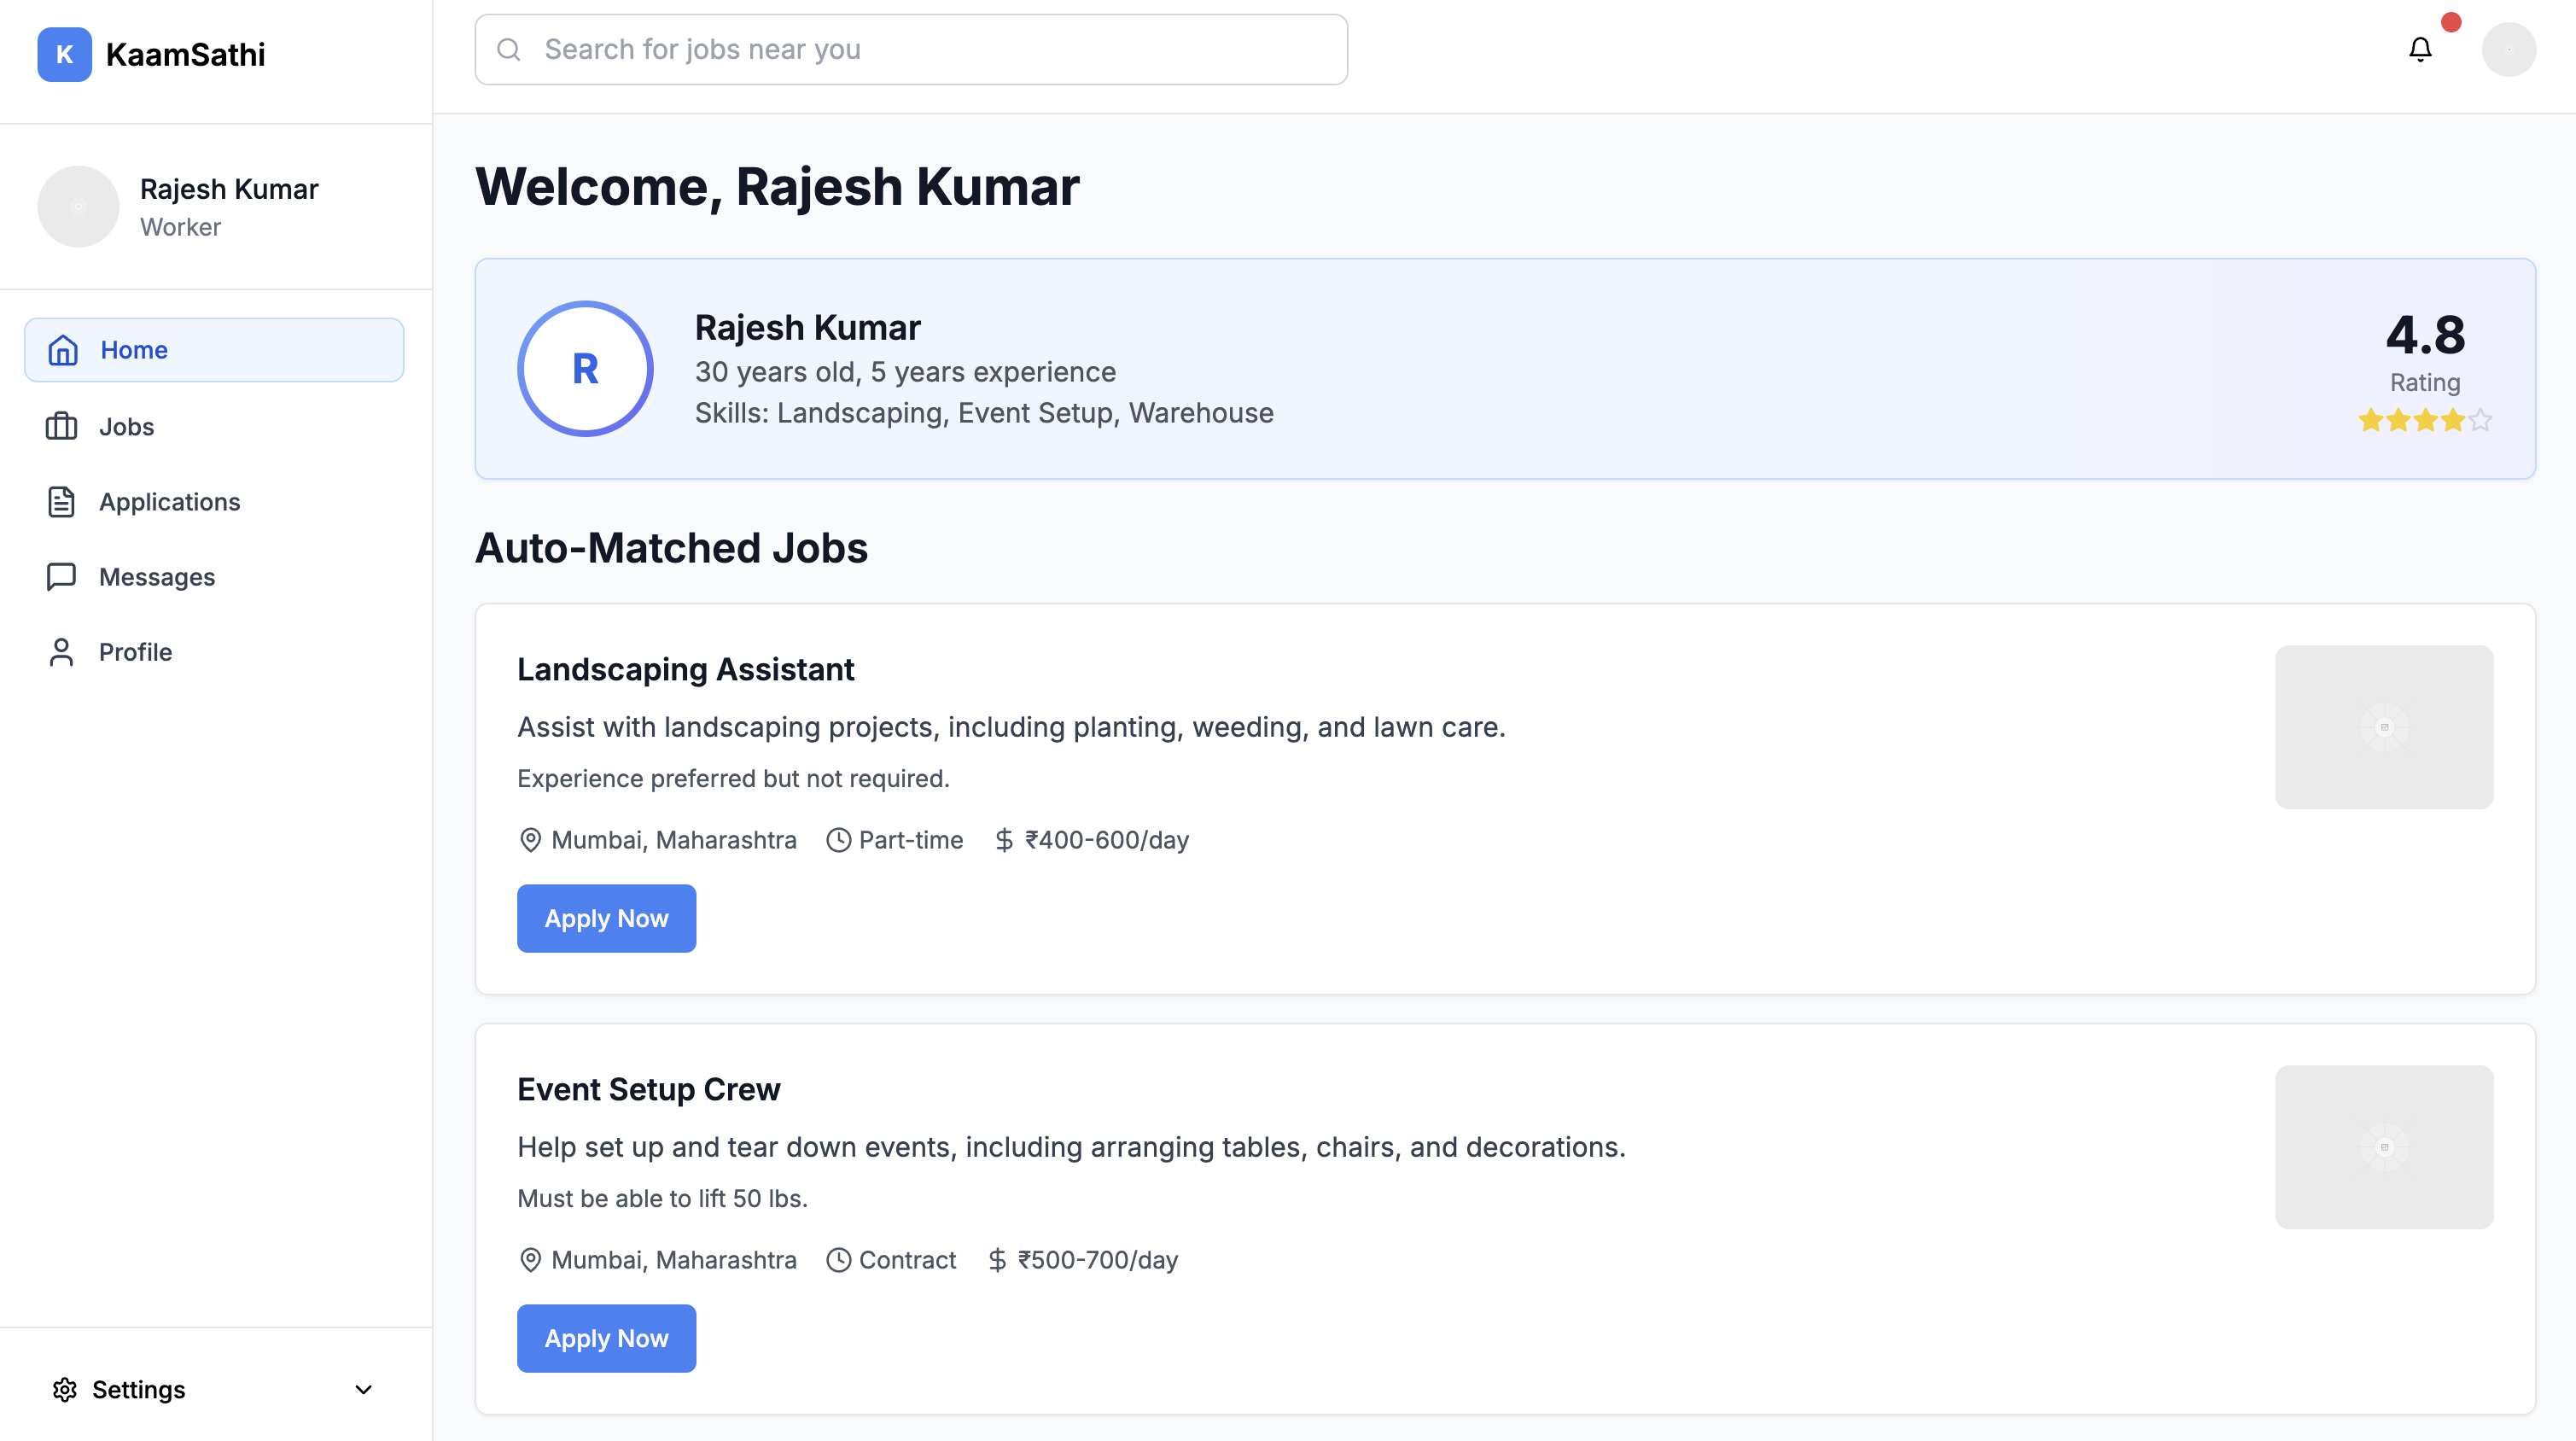 K KaamSathi
Search for jobs near you
Rajesh Kumar
Worker
Home
Jobs
Applications
Messages
Profile
Settings
Welcome, Rajesh Kumar
R
Rajesh Kumar
30 years old, 5 years experience
Skills: Landscaping, Event Setup, Warehouse
4.8
Rating
Auto-Matched Jobs
Landscaping Assistant
Assist with landscaping projects, including planting, weeding, and lawn care.
Experience preferred but not required.
Mumbai, Maharashtra Part-time $ ₹400-600/day
Apply Now
Event Setup Crew
Help set up and tear down events, including arranging tables, chairs, and decorations.
Must be able to lift 50 lbs.
Mumbai, Maharashtra Contract $ ₹500-700/day
Apply Now